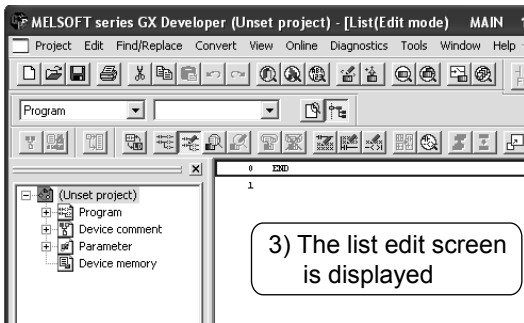 MELSOFT series GX Developer (Unset project) - [List(Edit mode) MAIN 1
Project Edit Find/Replace Convert View Online Diagnostics Tools Window Help
Program
0 END
1
(Unset project)
Program
Device comment
Parameter
Device memory
3) The list edit screen
is displayed